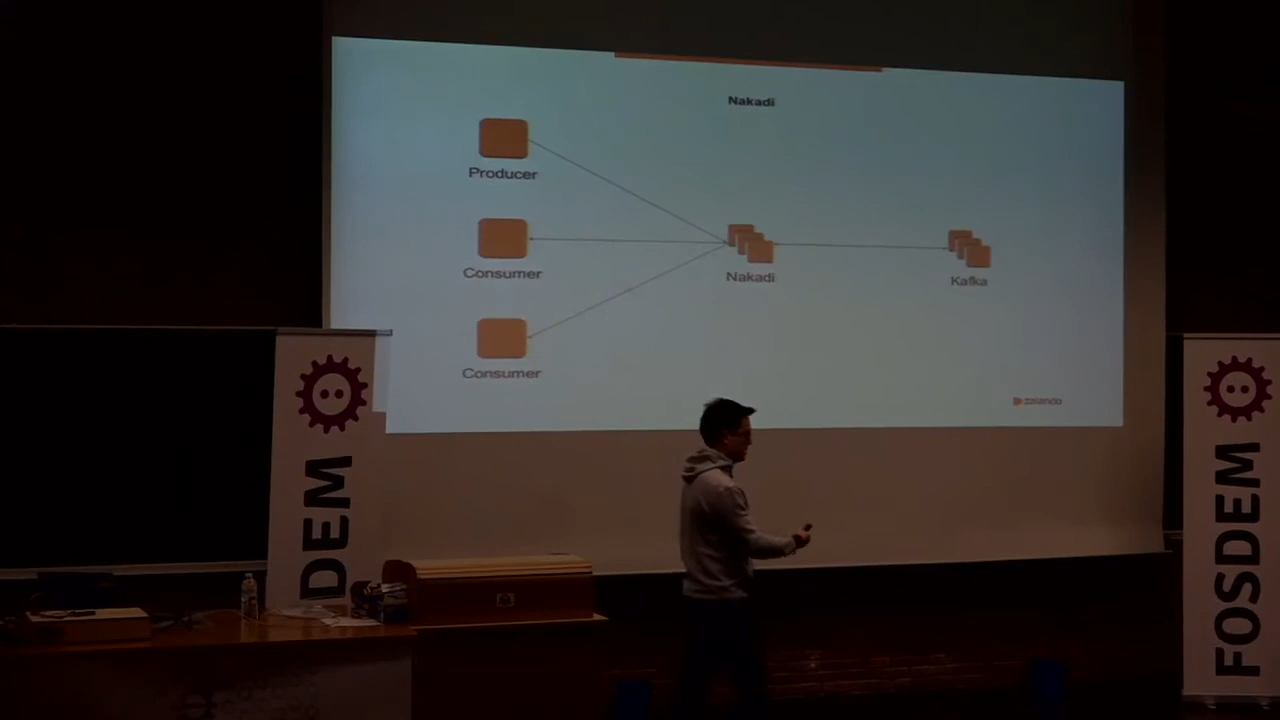 Nakadi
Producer
Consumer
Nakadi
Kafka
Consumer
zalando
DEM
FOSDEM